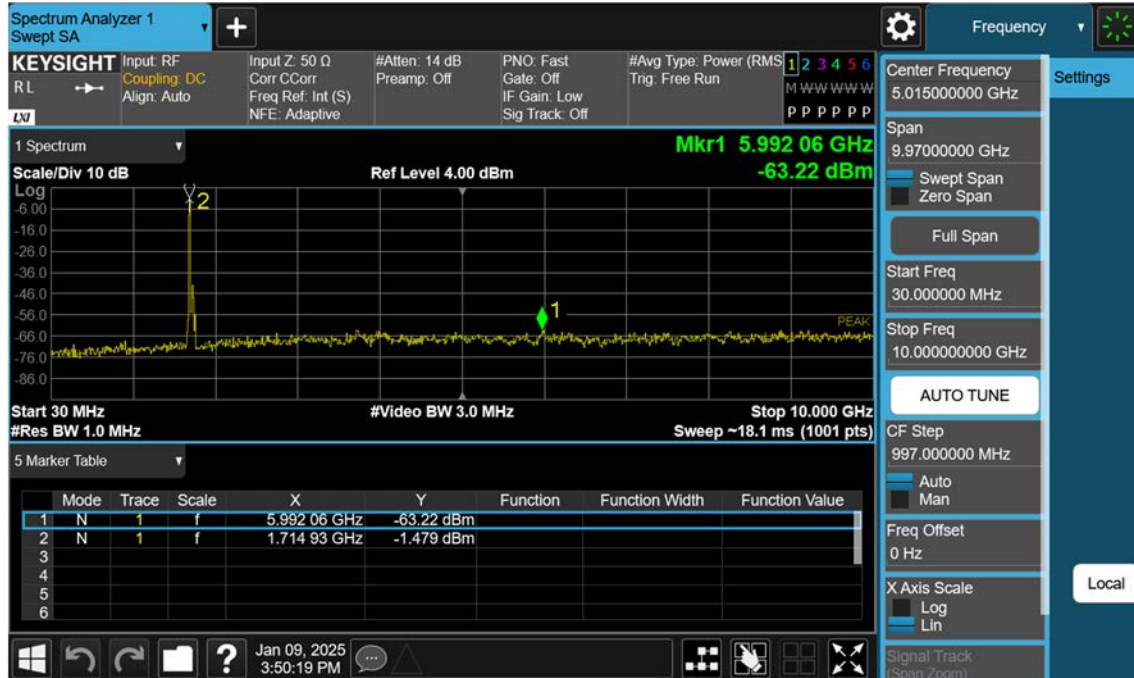 Spectrum Analyzer 1
Swept SA
Frequency
KEYSIGHT
R L
LXI
Input: RF
Coupling: DC
Align: Auto
Input Z: 50 Ω
Corr CCorr
Freq Ref: Int (S)
NFE: Adaptive
#Atten: 14 dB
Preamp: Off
PNO: Fast
Gate: Off
IF Gain: Low
Sig Track: Off
#Avg Type: Power (RMS
Trig: Free Run
1 2 3 4 5 6
M W W W W W
P P P P P P
1 Spectrum
Mkr1 5.992 06 GHz
Scale/Div 10 dB
Ref Level 4.00 dBm
-63.22 dBm
Log
-6.00
-16.0
-26.0
-36.0
-46.0
-56.0
-66.0
-76.0
-86.0
2
1
PEAK
Start 30 MHz
#Video BW 3.0 MHz
Stop 10.000 GHz
#Res BW 1.0 MHz
Sweep ~18.1 ms (1001 pts)
5 Marker Table
Mode Trace Scale X Y Function Function Width Function Value
1 N 1 f 5.992 06 GHz -63.22 dBm
2 N 1 f 1.714 93 GHz -1.479 dBm
3
4
5
6
Jan 09, 2025
3:50:19 PM
?
Center Frequency
5.015000000 GHz
Span
9.97000000 GHz
Swept Span
Zero Span
Full Span
Start Freq
30.000000 MHz
Stop Freq
10.000000000 GHz
AUTO TUNE
CF Step
997.000000 MHz
Auto
Man
Freq Offset
0 Hz
X Axis Scale
Log
Lin
Signal Track
(Span Zoom)
Settings
Local